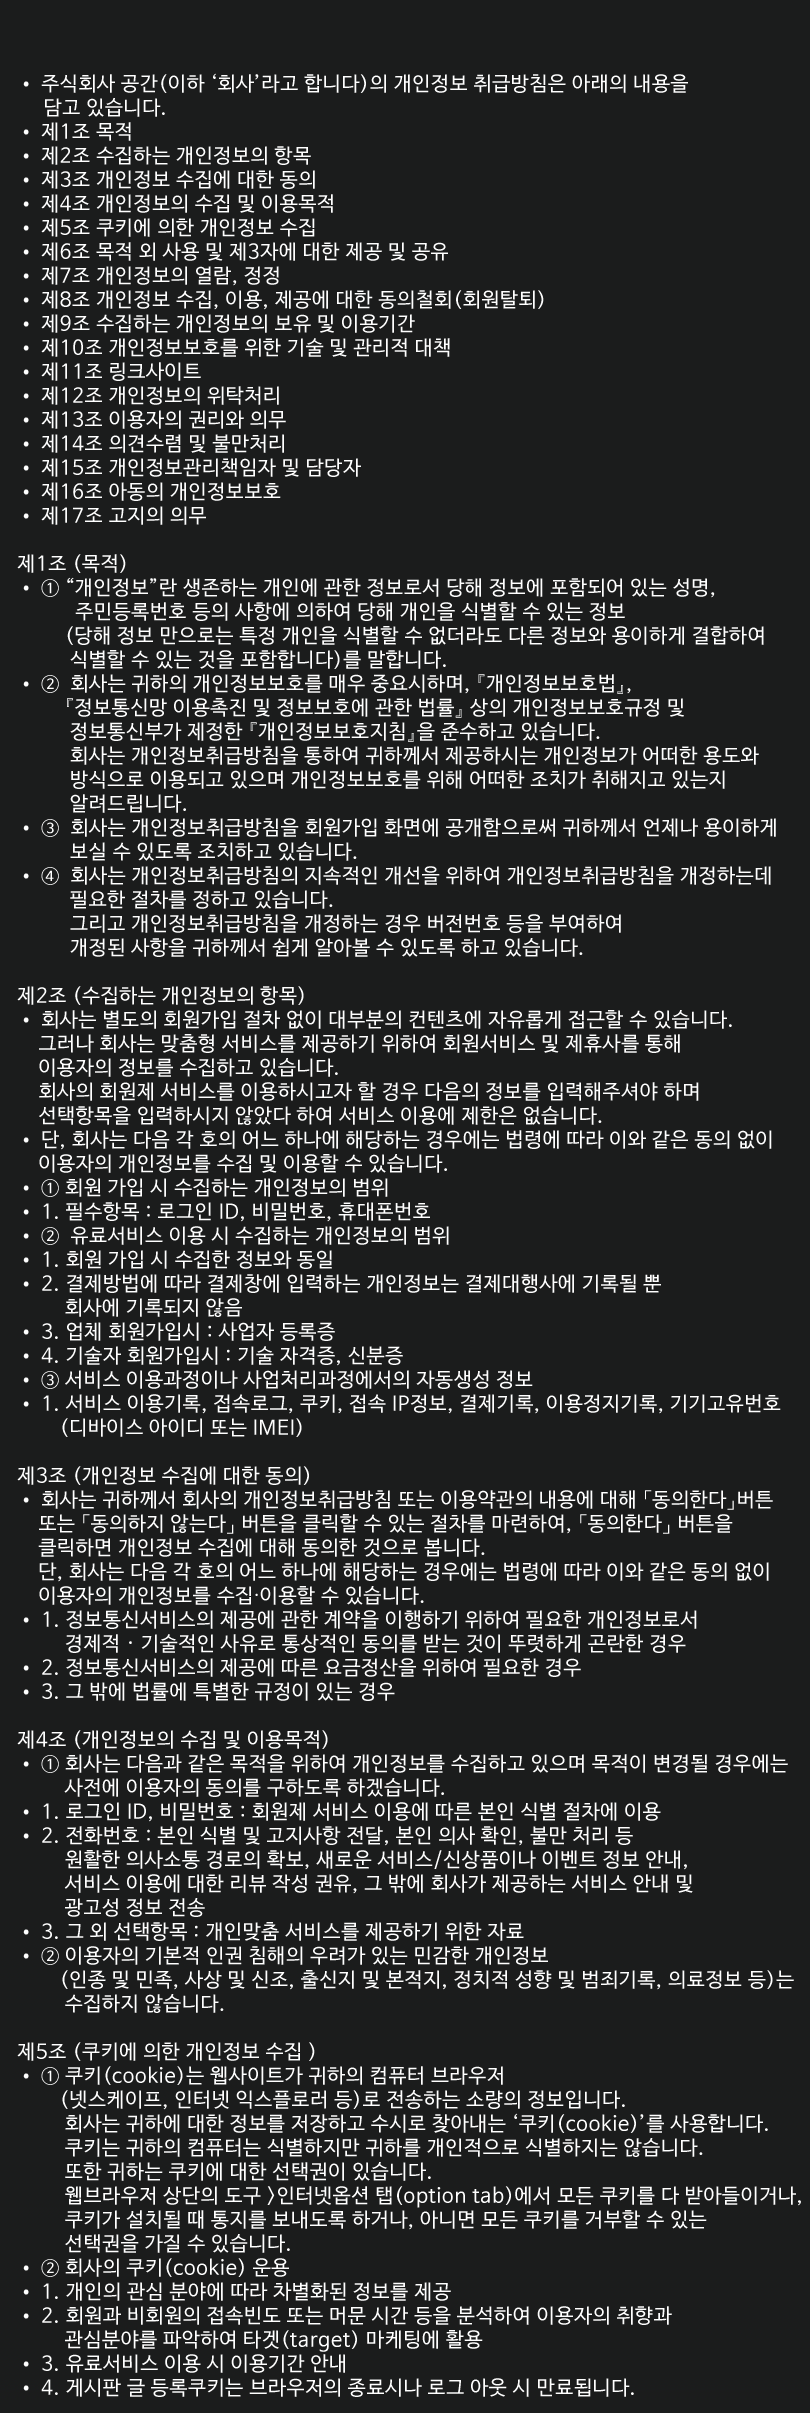 • 주식회사 공간(이하 ‘회사’라고 합니다)의 개인정보 취급방침은 아래의 내용을
담고 있습니다.
• 제1조 목적
• 제2조 수집하는 개인정보의 항목
• 제3조 개인정보 수집에 대한 동의
• 제4조 개인정보의 수집 및 이용목적
• 제5조 쿠키에 의한 개인정보 수집
• 제6조 목적 외 사용 및 제3자에 대한 제공 및 공유
• 제7조 개인정보의 열람, 정정
• 제8조 개인정보 수집, 이용, 제공에 대한 동의철회(회원탈퇴)
• 제9조 수집하는 개인정보의 보유 및 이용기간
• 제10조 개인정보보호를 위한 기술 및 관리적 대책
• 제11조 링크사이트
• 제12조 개인정보의 위탁처리
• 제13조 이용자의 권리와 의무
• 제14조 의견수렴 및 불만처리
• 제15조 개인정보관리책임자 및 담당자
• 제16조 아동의 개인정보보호
• 제17조 고지의 의무
제1조 (목적)
• ① “개인정보”란 생존하는 개인에 관한 정보로서 당해 정보에 포함되어 있는 성명,
주민등록번호 등의 사항에 의하여 당해 개인을 식별할 수 있는 정보
(당해 정보 만으로는 특정 개인을 식별할 수 없더라도 다른 정보와 용이하게 결합하여
식별할 수 있는 것을 포함합니다)를 말합니다.
• ② 회사는 귀하의 개인정보보호를 매우 중요시하며, 『개인정보보호법』,
『정보통신망 이용촉진 및 정보보호에 관한 법률』 상의 개인정보보호규정 및
정보통신부가 제정한 『개인정보보호지침』을 준수하고 있습니다.
회사는 개인정보취급방침을 통하여 귀하께서 제공하시는 개인정보가 어떠한 용도와
방식으로 이용되고 있으며 개인정보보호를 위해 어떠한 조치가 취해지고 있는지
알려드립니다.
• ③ 회사는 개인정보취급방침을 회원가입 화면에 공개함으로써 귀하께서 언제나 용이하게
보실 수 있도록 조치하고 있습니다.
• ④ 회사는 개인정보취급방침의 지속적인 개선을 위하여 개인정보취급방침을 개정하는데
필요한 절차를 정하고 있습니다.
그리고 개인정보취급방침을 개정하는 경우 버전번호 등을 부여하여
개정된 사항을 귀하께서 쉽게 알아볼 수 있도록 하고 있습니다.
제2조 (수집하는 개인정보의 항목)
• 회사는 별도의 회원가입 절차 없이 대부분의 컨텐츠에 자유롭게 접근할 수 있습니다.
그러나 회사는 맞춤형 서비스를 제공하기 위하여 회원서비스 및 제휴사를 통해
이용자의 정보를 수집하고 있습니다.
회사의 회원제 서비스를 이용하시고자 할 경우 다음의 정보를 입력해주셔야 하며
선택항목을 입력하시지 않았다 하여 서비스 이용에 제한은 없습니다.
• 단, 회사는 다음 각 호의 어느 하나에 해당하는 경우에는 법령에 따라 이와 같은 동의 없이
이용자의 개인정보를 수집 및 이용할 수 있습니다.
• ① 회원 가입 시 수집하는 개인정보의 범위
• 1. 필수항목 : 로그인 ID, 비밀번호, 휴대폰번호
• ② 유료서비스 이용 시 수집하는 개인정보의 범위
• 1. 회원 가입 시 수집한 정보와 동일
• 2. 결제방법에 따라 결제창에 입력하는 개인정보는 결제대행사에 기록될 뿐
회사에 기록되지 않음
• 3. 업체 회원가입시 : 사업자 등록증
• 4. 기술자 회원가입시 : 기술 자격증, 신분증
• ③ 서비스 이용과정이나 사업처리과정에서의 자동생성 정보
• 1. 서비스 이용기록, 접속로그, 쿠키, 접속 IP정보, 결제기록, 이용정지기록, 기기고유번호
(디바이스 아이디 또는 IMEI)
제3조 (개인정보 수집에 대한 동의)
• 회사는 귀하께서 회사의 개인정보취급방침 또는 이용약관의 내용에 대해 「동의한다」버튼
또는 「동의하지 않는다」 버튼을 클릭할 수 있는 절차를 마련하여, 「동의한다」 버튼을
클릭하면 개인정보 수집에 대해 동의한 것으로 봅니다.
단, 회사는 다음 각 호의 어느 하나에 해당하는 경우에는 법령에 따라 이와 같은 동의 없이
이용자의 개인정보를 수집·이용할 수 있습니다.
• 1. 정보통신서비스의 제공에 관한 계약을 이행하기 위하여 필요한 개인정보로서
경제적 · 기술적인 사유로 통상적인 동의를 받는 것이 뚜렷하게 곤란한 경우
• 2. 정보통신서비스의 제공에 따른 요금정산을 위하여 필요한 경우
• 3. 그 밖에 법률에 특별한 규정이 있는 경우
제4조 (개인정보의 수집 및 이용목적)
• ① 회사는 다음과 같은 목적을 위하여 개인정보를 수집하고 있으며 목적이 변경될 경우에는
사전에 이용자의 동의를 구하도록 하겠습니다.
• 1. 로그인 ID, 비밀번호 : 회원제 서비스 이용에 따른 본인 식별 절차에 이용
• 2. 전화번호 : 본인 식별 및 고지사항 전달, 본인 의사 확인, 불만 처리 등
원활한 의사소통 경로의 확보, 새로운 서비스/신상품이나 이벤트 정보 안내,
서비스 이용에 대한 리뷰 작성 권유, 그 밖에 회사가 제공하는 서비스 안내 및
광고성 정보 전송
• 3. 그 외 선택항목 : 개인맞춤 서비스를 제공하기 위한 자료
• ② 이용자의 기본적 인권 침해의 우려가 있는 민감한 개인정보
(인종 및 민족, 사상 및 신조, 출신지 및 본적지, 정치적 성향 및 범죄기록, 의료정보 등)는
수집하지 않습니다.
제5조 (쿠키에 의한 개인정보 수집 )
• ① 쿠키(cookie)는 웹사이트가 귀하의 컴퓨터 브라우저
(넷스케이프, 인터넷 익스플로러 등)로 전송하는 소량의 정보입니다.
회사는 귀하에 대한 정보를 저장하고 수시로 찾아내는 ‘쿠키(cookie)’를 사용합니다.
쿠키는 귀하의 컴퓨터는 식별하지만 귀하를 개인적으로 식별하지는 않습니다.
또한 귀하는 쿠키에 대한 선택권이 있습니다.
웹브라우저 상단의 도구 〉인터넷옵션 탭(option tab)에서 모든 쿠키를 다 받아들이거나,
쿠키가 설치될 때 통지를 보내도록 하거나, 아니면 모든 쿠키를 거부할 수 있는
선택권을 가질 수 있습니다.
• ② 회사의 쿠키(cookie) 운용
• 1. 개인의 관심 분야에 따라 차별화된 정보를 제공
• 2. 회원과 비회원의 접속빈도 또는 머문 시간 등을 분석하여 이용자의 취향과
관심분야를 파악하여 타겟(target) 마케팅에 활용
• 3. 유료서비스 이용 시 이용기간 안내
• 4. 게시판 글 등록쿠키는 브라우저의 종료시나 로그 아웃 시 만료됩니다.